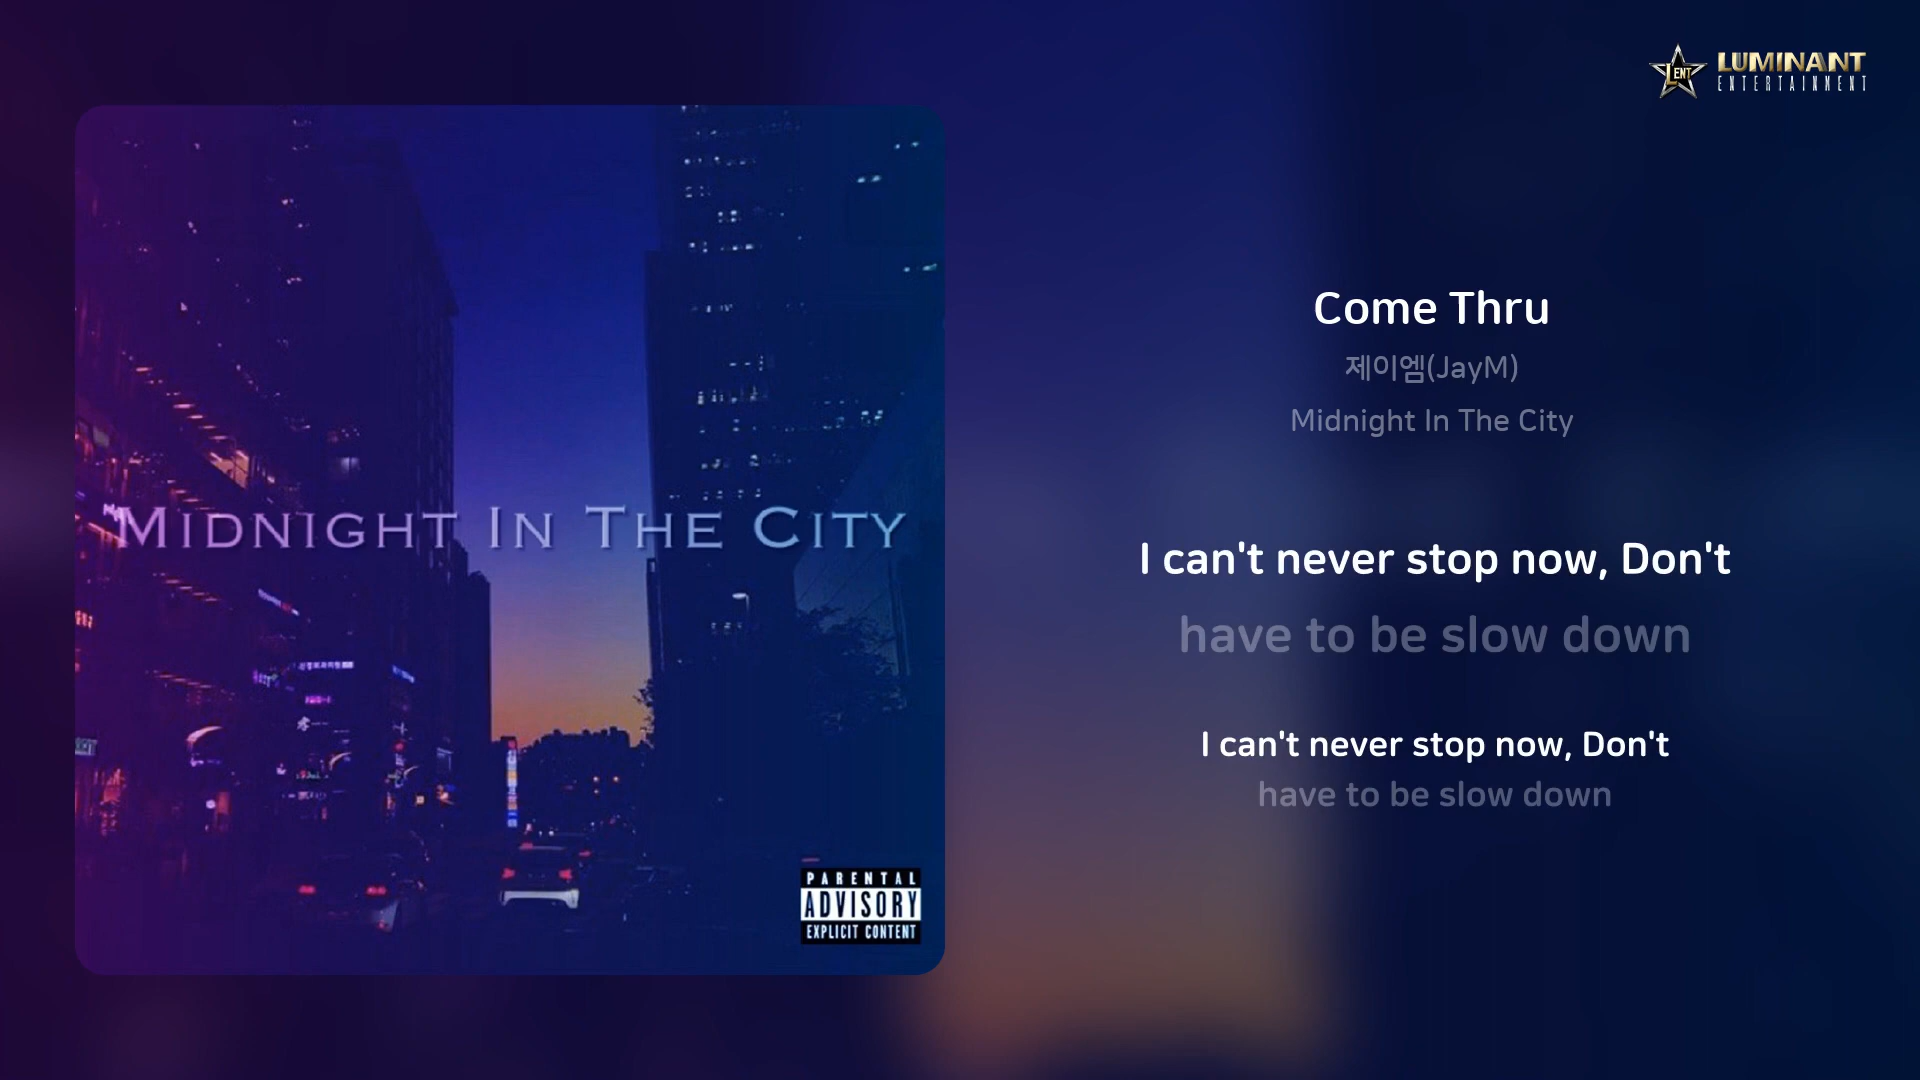 LENT
LUMINANT
ENTERTAINMENT
MIDNIGHT IN THE CITY
PARENTAL
ADVISORY
EXPLICIT CONTENT
Come Thru
제이엠(JayM)
Midnight In The City
I can't never stop now, Don't
have to be slow down
I can't never stop now, Don't
have to be slow down